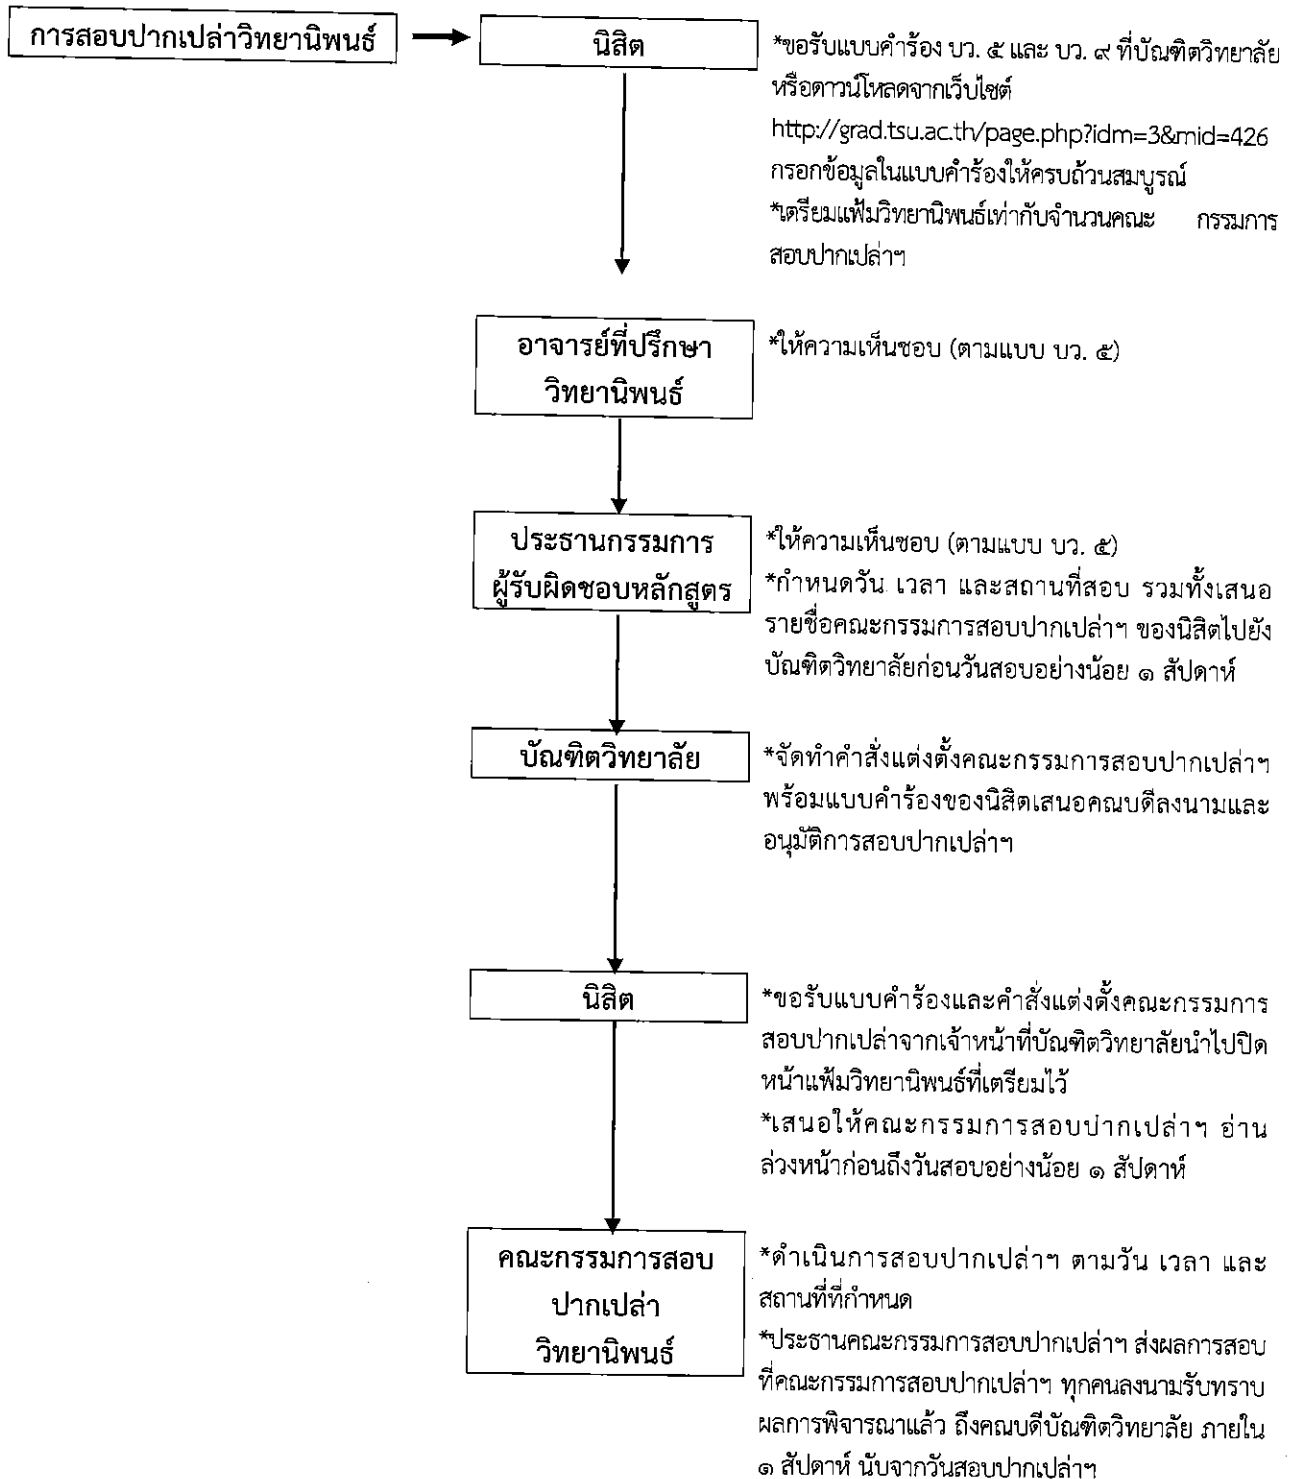 การสอบปากเปล่าวิทยานิพนธ์
นิสิต
*ขอรับแบบคำร้อง บว. ๕ และ บว. ๙ ที่บัณฑิตวิทยาลัย
หรือดาวน์โหลดจากเว็บไซต์
http://grad.tsu.ac.th/page.php?idm=3&mid=426
กรอกข้อมูลในแบบคำร้องให้ครบถ้วนสมบูรณ์
*เตรียมแฟ้มวิทยานิพนธ์เท่ากับจำนวนคณะ กรรมการ
สอบปากเปล่าฯ
อาจารย์ที่ปรึกษา
วิทยานิพนธ์
*ให้ความเห็นชอบ (ตามแบบ บว. ๕)
ประธานกรรมการ
ผู้รับผิดชอบหลักสูตร
*ให้ความเห็นชอบ (ตามแบบ บว. ๕)
*กำหนดวัน เวลา และสถานที่สอบ รวมทั้งเสนอ
รายชื่อคณะกรรมการสอบปากเปล่าฯ ของนิสิตไปยัง
บัณฑิตวิทยาลัยก่อนวันสอบอย่างน้อย ๑ สัปดาห์
บัณฑิตวิทยาลัย
*จัดทำคำสั่งแต่งตั้งคณะกรรมการสอบปากเปล่าฯ
พร้อมแบบคำร้องของนิสิตเสนอคณบดีลงนามและ
อนุมัติการสอบปากเปล่าฯ
นิสิต
*ขอรับแบบคำร้องและคำสั่งแต่งตั้งคณะกรรมการ
สอบปากเปล่าจากเจ้าหน้าที่บัณฑิตวิทยาลัยนำไปปิด
หน้าแฟ้มวิทยานิพนธ์ที่เตรียมไว้
*เสนอให้คณะกรรมการสอบปากเปล่าฯ อ่าน
ล่วงหน้าก่อนถึงวันสอบอย่างน้อย ๑ สัปดาห์
คณะกรรมการสอบ
ปากเปล่า
วิทยานิพนธ์
*ดำเนินการสอบปากเปล่าฯ ตามวัน เวลา และ
สถานที่ที่กำหนด
*ประธานคณะกรรมการสอบปากเปล่าฯ ส่งผลการสอบ
ที่คณะกรรมการสอบปากเปล่าฯ ทุกคนลงนามรับทราบ
ผลการพิจารณาแล้ว ถึงคณบดีบัณฑิตวิทยาลัย ภายใน
๑ สัปดาห์ นับจากวันสอบปากเปล่าฯ